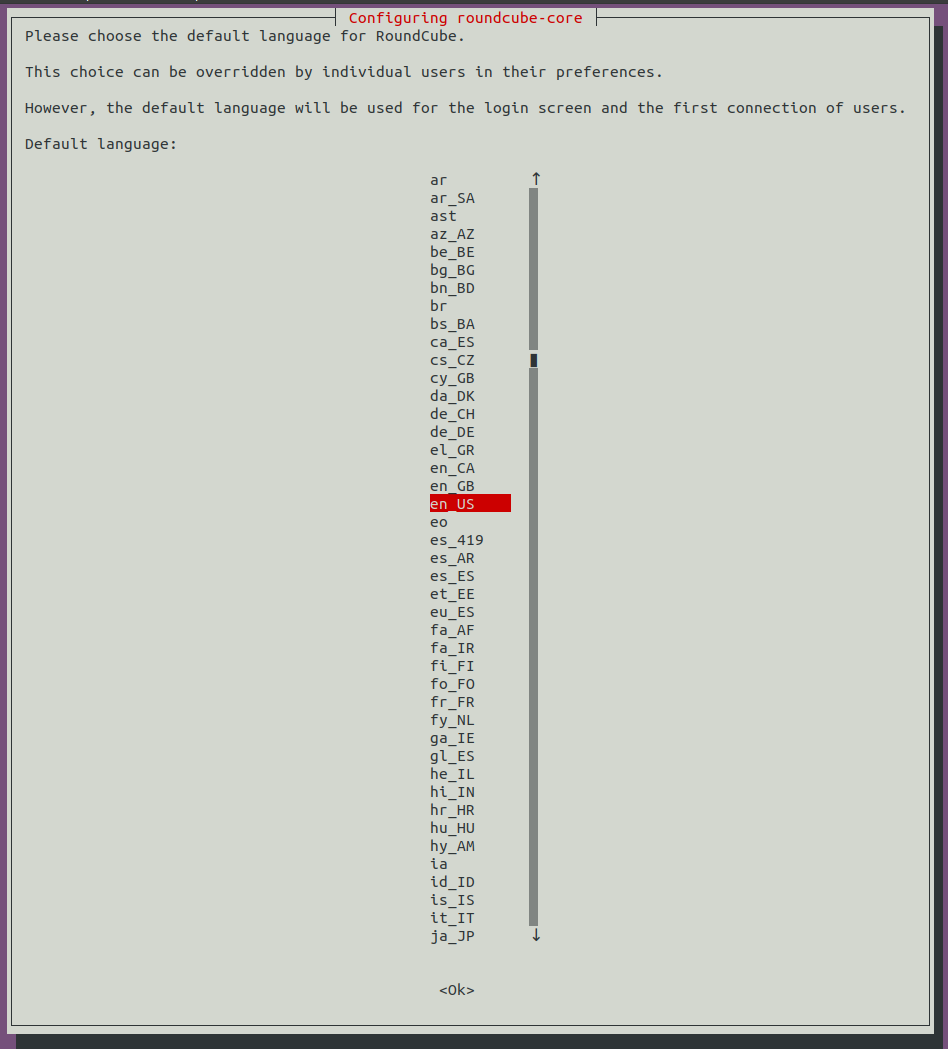 Configuring roundcube-core
Please choose the default language for RoundCube.
This choice can be overridden by individual users in their preferences.
However, the default language will be used for the login screen and the first connection of users.
Default language:
ar
ar_SA
ast
az_AZ
be_BE
bg_BG
bn_BD
br
bs_BA
ca_ES
cs_CZ
cy_GB
da_DK
de_CH
de_DE
el_GR
en_CA
en_GB
en_US
eo
es_419
es_AR
es_ES
et_EE
eu_ES
fa_AF
fa_IR
fi_FI
fo_FO
fr_FR
fy_NL
ga_IE
gl_ES
he_IL
hi_IN
hr_HR
hu_HU
hy_AM
ia
id_ID
is_IS
it_IT
ja_JP
<Ok>